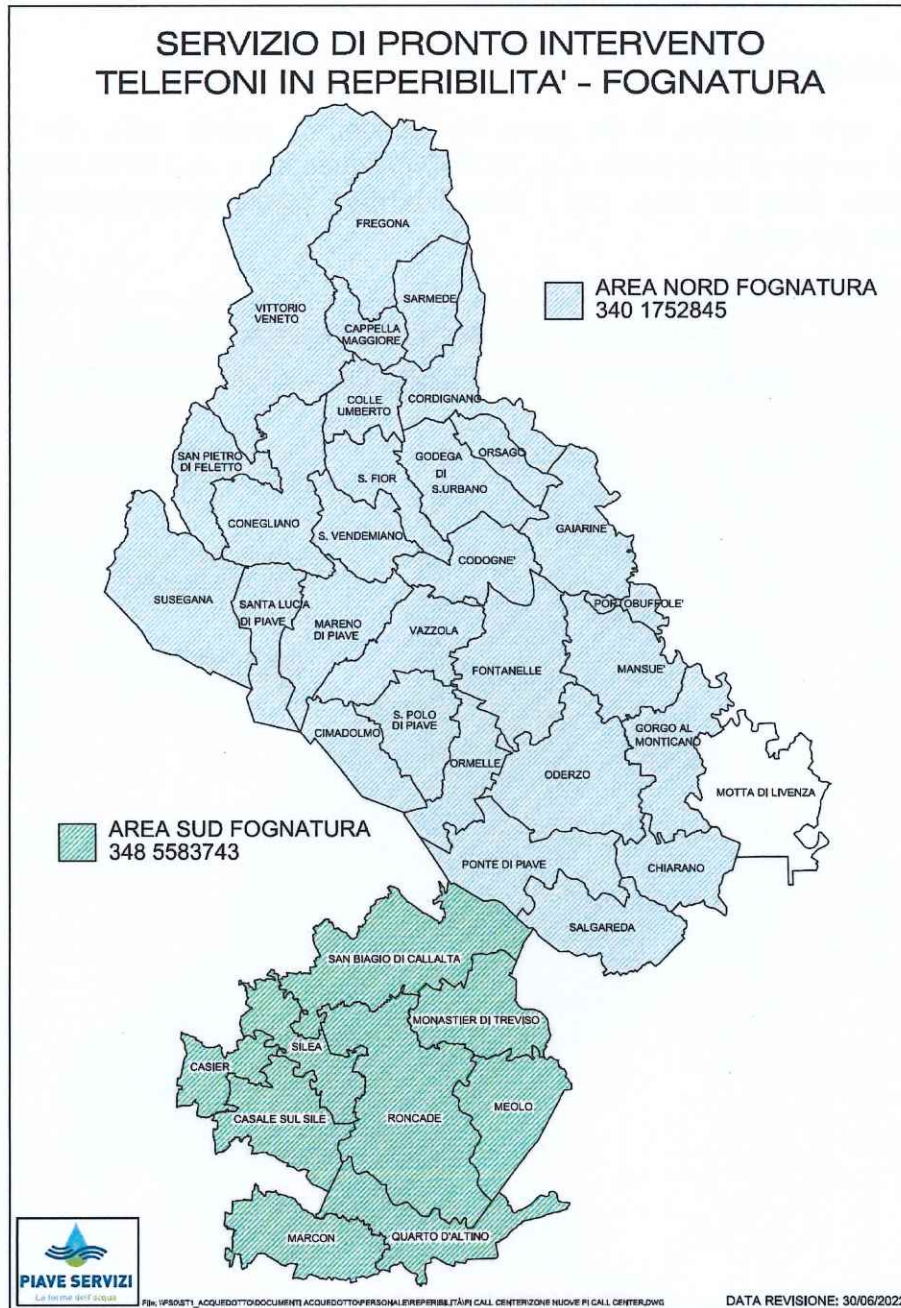 SERVIZIO DI PRONTO INTERVENTO
TELEFONI IN REPERIBILITA' - FOGNATURA
FREGONA
SARMEDE
AREA NORD FOGNATURA
340 1752845
VITTORIO
VENETO
CAPPELLA
MAGGIORE
COLLE
UMBERTO
CORDIGNANO
SAN PIETRO
DI FELETTO
S. FIOR
GODEGA
DI
S.URBANO
ORSAGO
CONEGLIANO
S. VENDEMIANO
GAIARINE
CODOGNE'
SUSEGANA
SANTA LUCIA
DI PIAVE
MARENO
DI PIAVE
VAZZOLA
PORTOBUFFOLE'
FONTANELLE
MANSUE'
CIMADOLMO
S. POLO
DI PIAVE
ORMELLE
ODERZO
GORGO AL
MONTICANO
MOTTA DI LIVENZA
AREA SUD FOGNATURA
348 5583743
PONTE DI PIAVE
CHIARANO
SALGAREDA
SAN BIAGIO DI CALLALTA
MONASTIER DI TREVISO
SILEA
CASIER
CASALE SUL SILE
RONCADE
MEOLO
MARCON
QUARTO D'ALTINO
PIAVE SERVIZI
Le forme dell'acqua
DATA REVISIONE: 30/06/2022